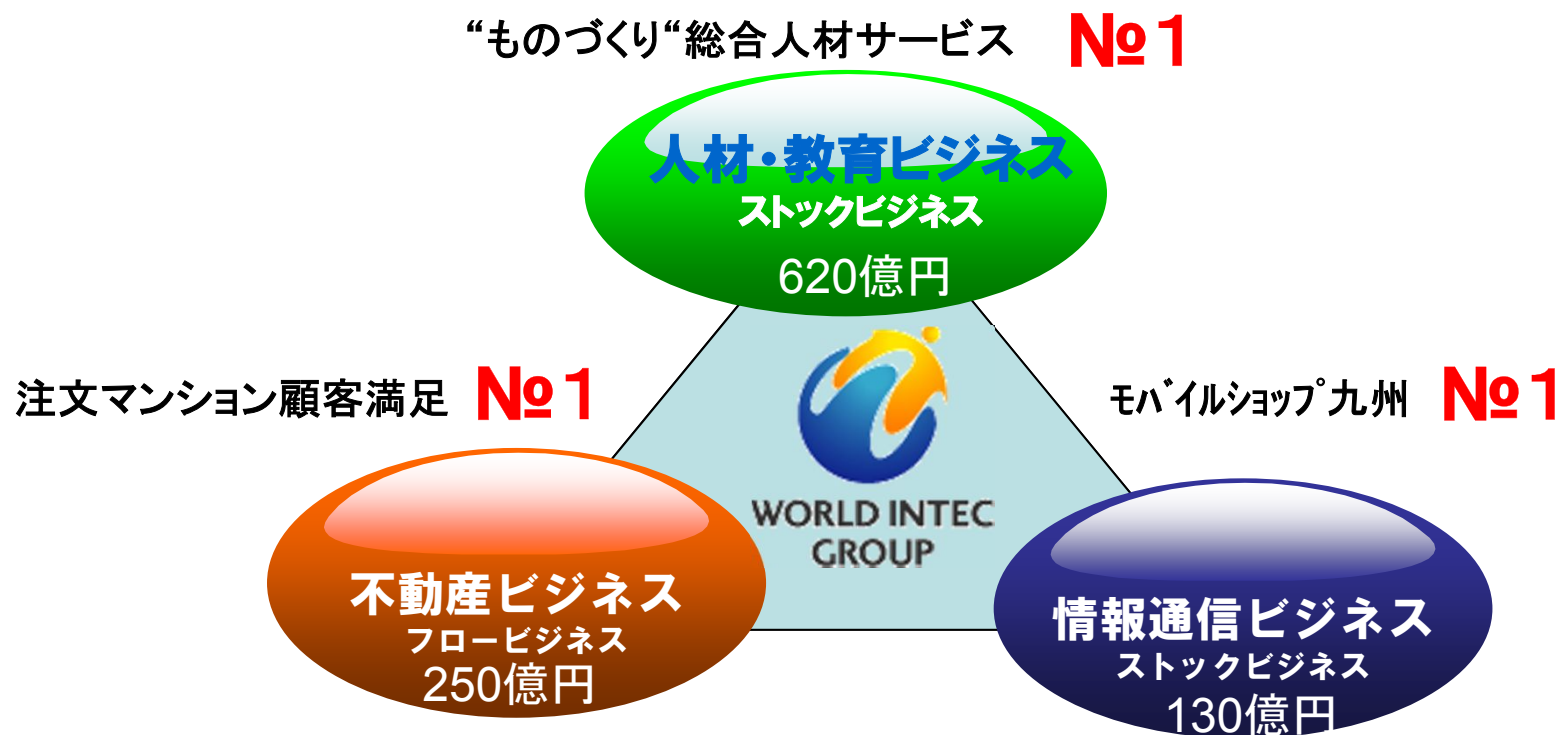 “ものづくり“総合人材サービス №1
人材・教育ビジネス
ストックビジネス
620億円
注文マンション顧客満足 №1
モバイルショップ九州 №1
WORLD INTEC
GROUP
不動産ビジネス
フロービジネス
250億円
情報通信ビジネス
ストックビジネス
130億円